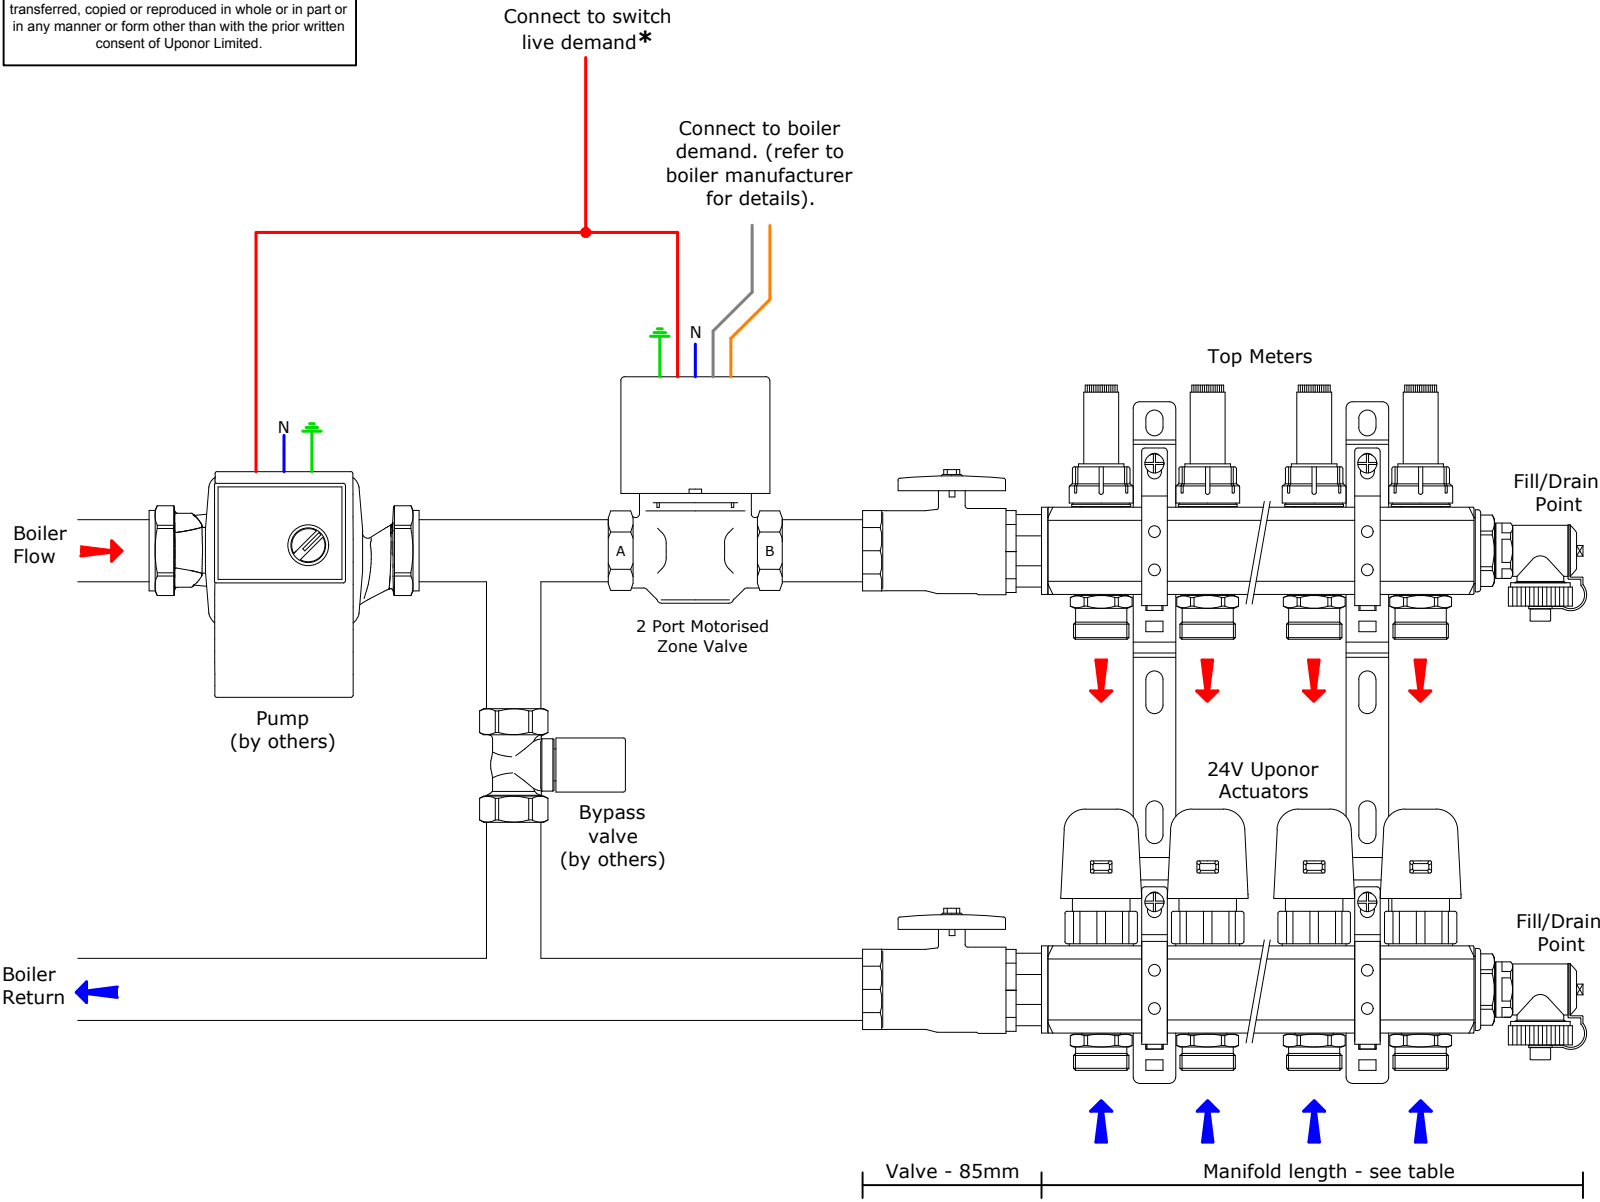 transferred, copied or reproduced in whole or in part or
in any manner or form other than with the prior written
consent of Uponor Limited.
Connect to switch
live demand*
Connect to boiler
demand. (refer to
boiler manufacturer
for details).
N
N
Top Meters
Fill/Drain
Point
Boiler
Flow
A
B
2 Port Motorised
Zone Valve
Pump
(by others)
24V Uponor
Actuators
Bypass
valve
(by others)
Fill/Drain
Point
Boiler
Return
Valve - 85mm
Manifold length - see table